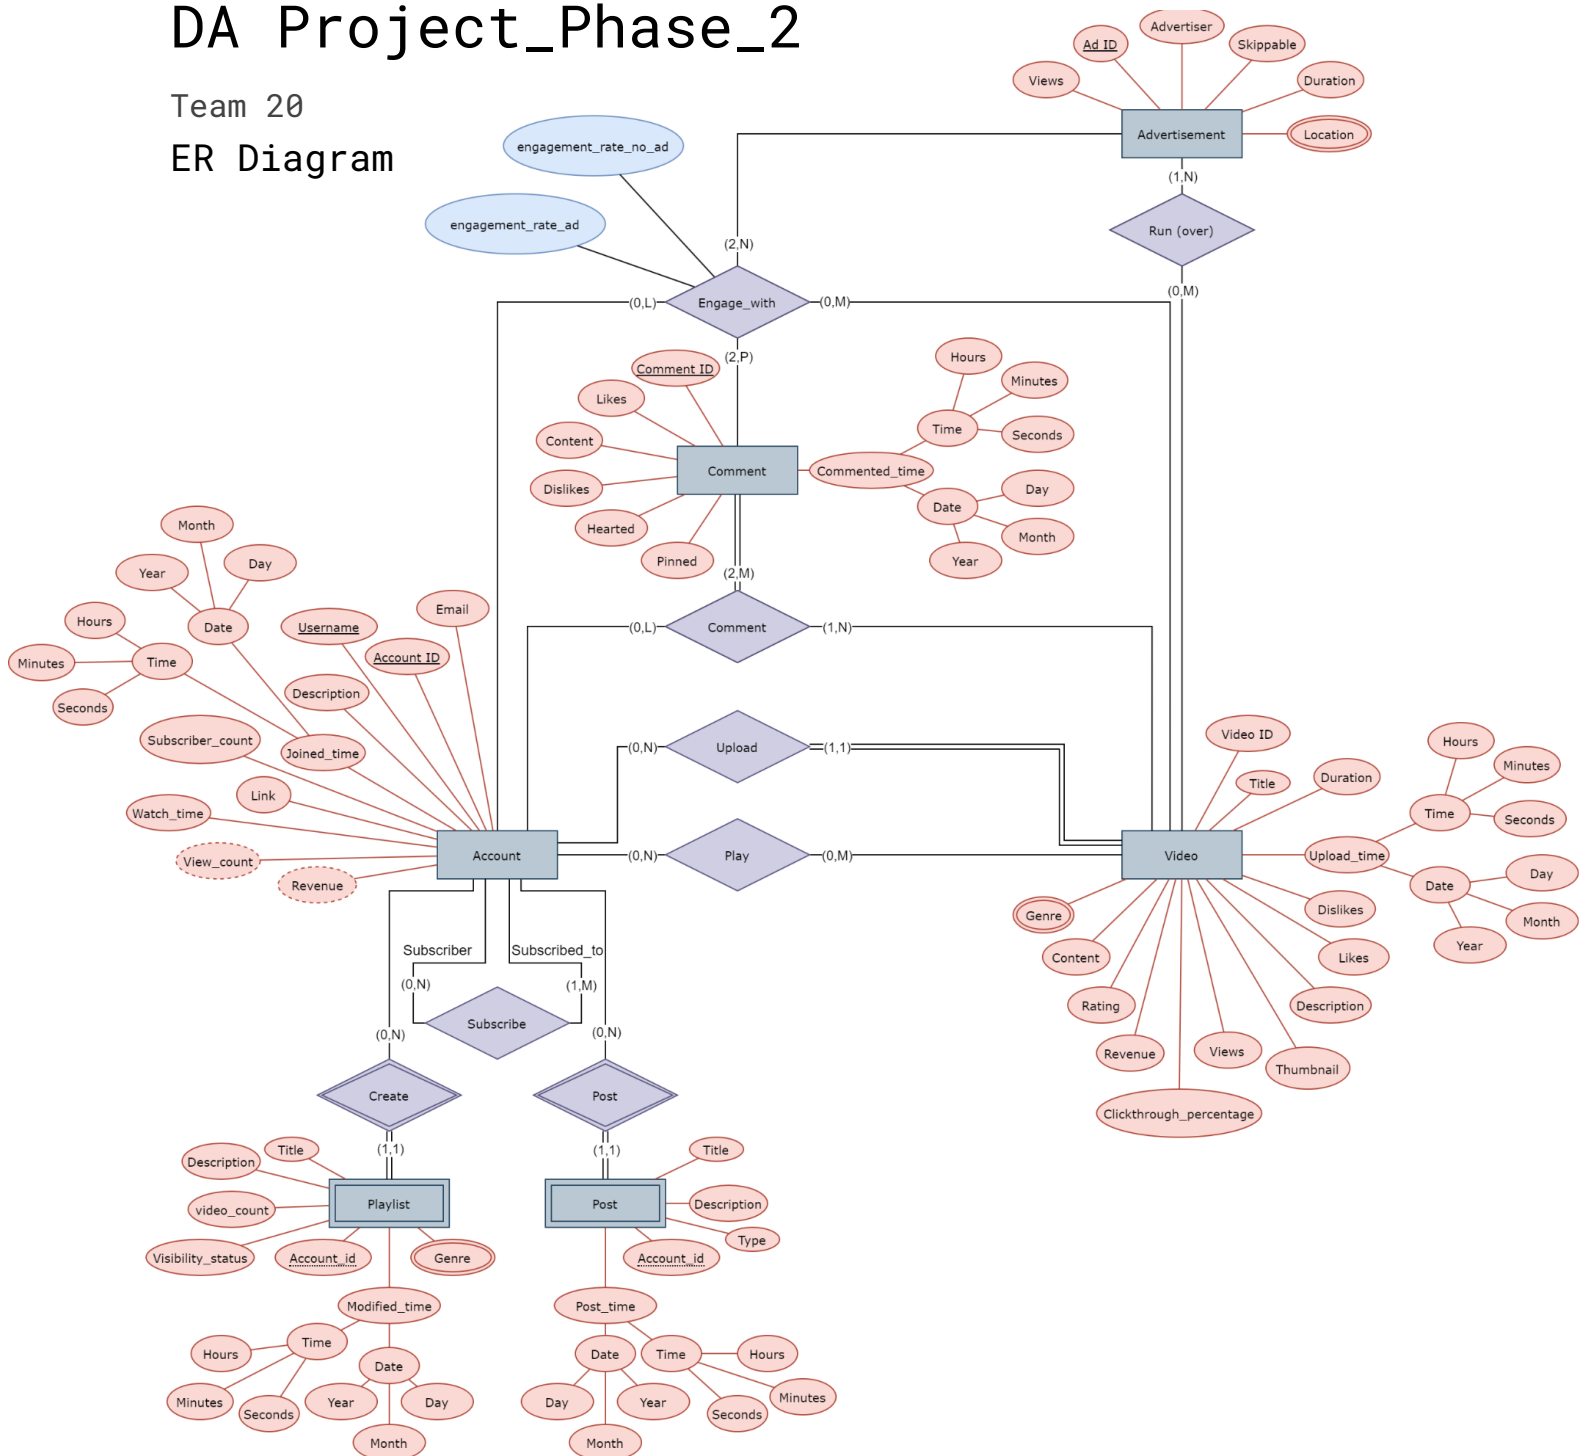 DA Project_Phase_2
Team 20
ER Diagram
Advertiser
Ad ID
Skippable
Views
Duration
Advertisement
Location
engagement_rate_no_ad
(1,N)
engagement_rate_ad
Run (over)
(2,N)
(0,M)
(0,L)
Engage_with
(0,M)
(2,P)
Comment ID
Likes
Content
Dislikes
Hearted
Pinned
Comment
Commented_time
Hours
Minutes
Time
Seconds
Day
Date
Month
Year
(2,M)
(0,L)
Comment
(1,N)
Month
Year
Day
Date
Hours
Time
Minutes
Seconds
Username
Email
Account ID
Description
Subscriber_count
Joined_time
Link
Watch_time
View_count
Revenue
Account
(0,N)
Upload
(1,1)
(0,N)
Play
(0,M)
Video
Video ID
Title
Duration
Hours
Minutes
Time
Seconds
Upload_time
Day
Date
Month
Year
Genre
Dislikes
Content
Likes
Rating
Description
Revenue
Views
Thumbnail
Clickthrough_percentage
Subscriber
Subscribed_to
(0,N)
(1,M)
Subscribe
(0,N)
(0,N)
Create
Post
(1,1)
(1,1)
Title
Description
video_count
Playlist
Visibility_status
Account_id
Genre
Modified_time
Time
Hours
Date
Minutes
Seconds
Year
Day
Month
Title
Post
Description
Type
Account_id
Post_time
Date
Time
Hours
Day
Year
Seconds
Minutes
Month